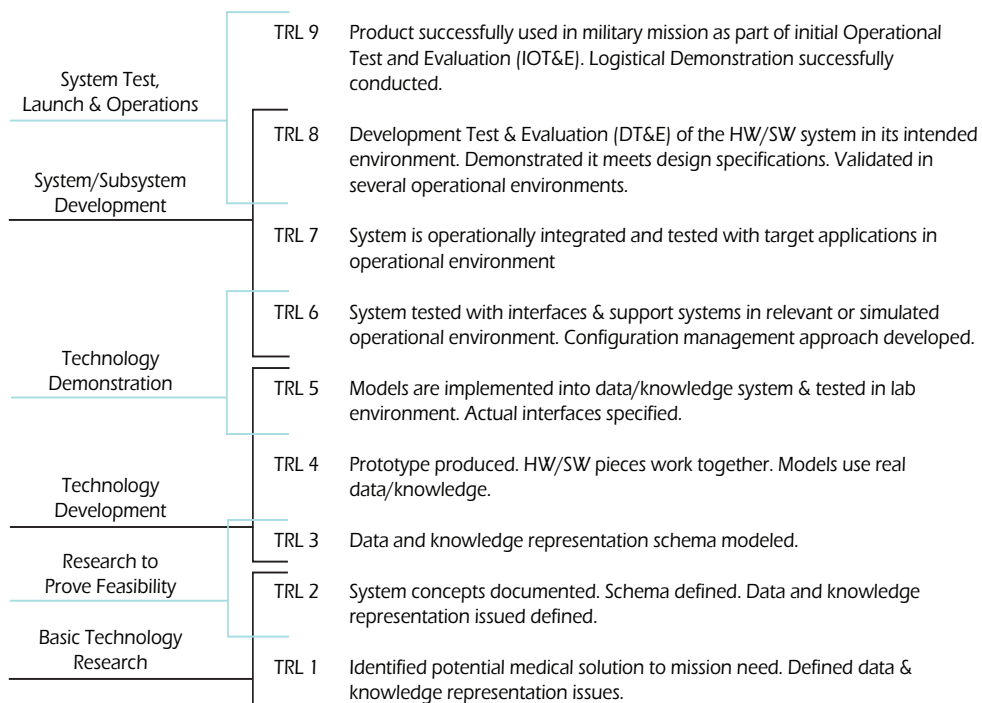 TRL 9 Product successfully used in military mission as part of initial Operational
Test and Evaluation (IOT&E). Logistical Demonstration successfully
conducted.
System Test,
Launch & Operations
TRL 8 Development Test & Evaluation (DT&E) of the HW/SW system in its intended
environment. Demonstrated it meets design specifications. Validated in
several operational environments.
System/Subsystem
Development
TRL 7 System is operationally integrated and tested with target applications in
operational environment
TRL 6 System tested with interfaces & support systems in relevant or simulated
operational environment. Configuration management approach developed.
Technology
Demonstration
TRL 5 Models are implemented into data/knowledge system & tested in lab
environment. Actual interfaces specified.
TRL 4 Prototype produced. HW/SW pieces work together. Models use real
data/knowledge.
Technology
Development
TRL 3 Data and knowledge representation schema modeled.
Research to
Prove Feasibility
TRL 2 System concepts documented. Schema defined. Data and knowledge
representation issued defined.
Basic Technology
Research
TRL 1 Identified potential medical solution to mission need. Defined data &
knowledge representation issues.